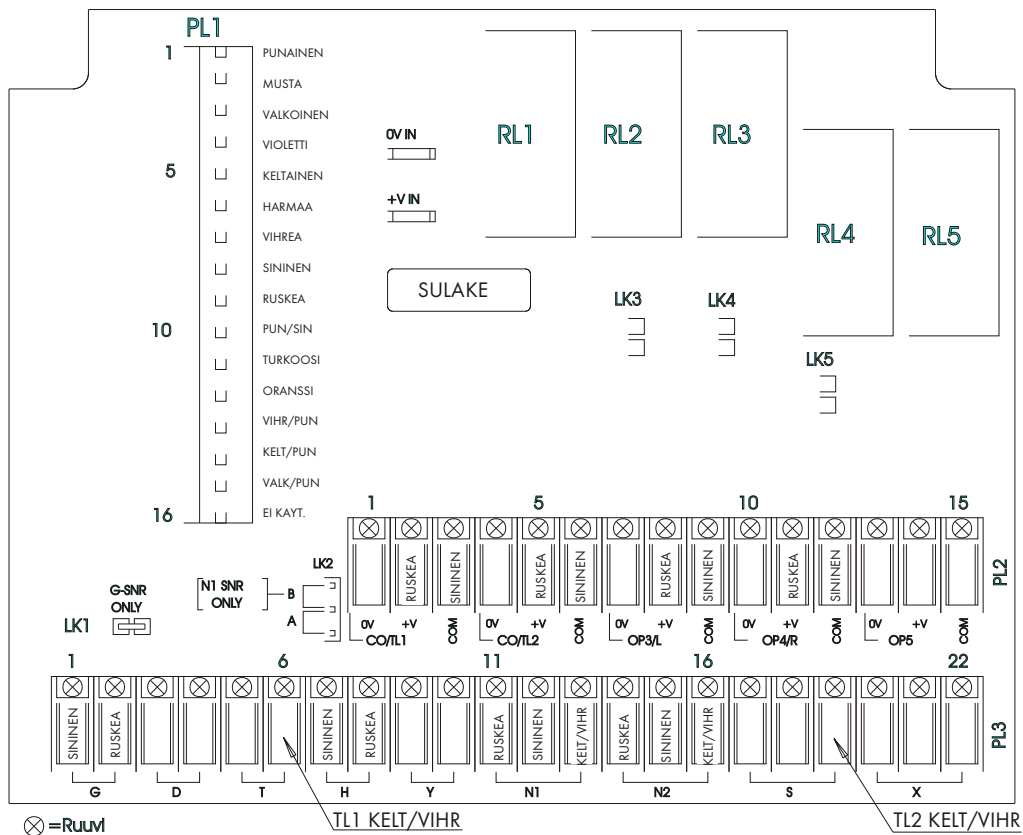 PL1
1
PUNAINEN
MUSTA
VALKOINEN
VIOLETTI
5
KELTAINEN
HARMAA
VIHREA
SININEN
RUSKEA
10
PUN/SIN
TURKOOSI
ORANSSI
VIHR/PUN
KELT/PUN
VALK/PUN
16
EI KAYT.
0V IN
+V IN
SULAKE
RL1
RL2
RL3
RL4
RL5
LK3
LK4
LK5
1 5 10 15
RUSKEA SININEN RUSKEA SININEN RUSKEA SININEN RUSKEA SININEN
PL2
0V +V COM 0V +V COM 0V +V COM 0V +V COM 0V +V COM
CO/TL1 CO/TL2 OP3/L OP4/R OP5
LK2
B
A
N1 SNR
ONLY
G-SNR
ONLY
LK1
1 6 11 16 22
SININEN RUSKEA SININEN RUSKEA RUSKEA SININEN KELT/VIHR RUSKEA SININEN KELT/VIHR
PL3
G D T H Y N1 N2 S X
TL1 KELT/VIHR
TL2 KELT/VIHR
=Ruuvi